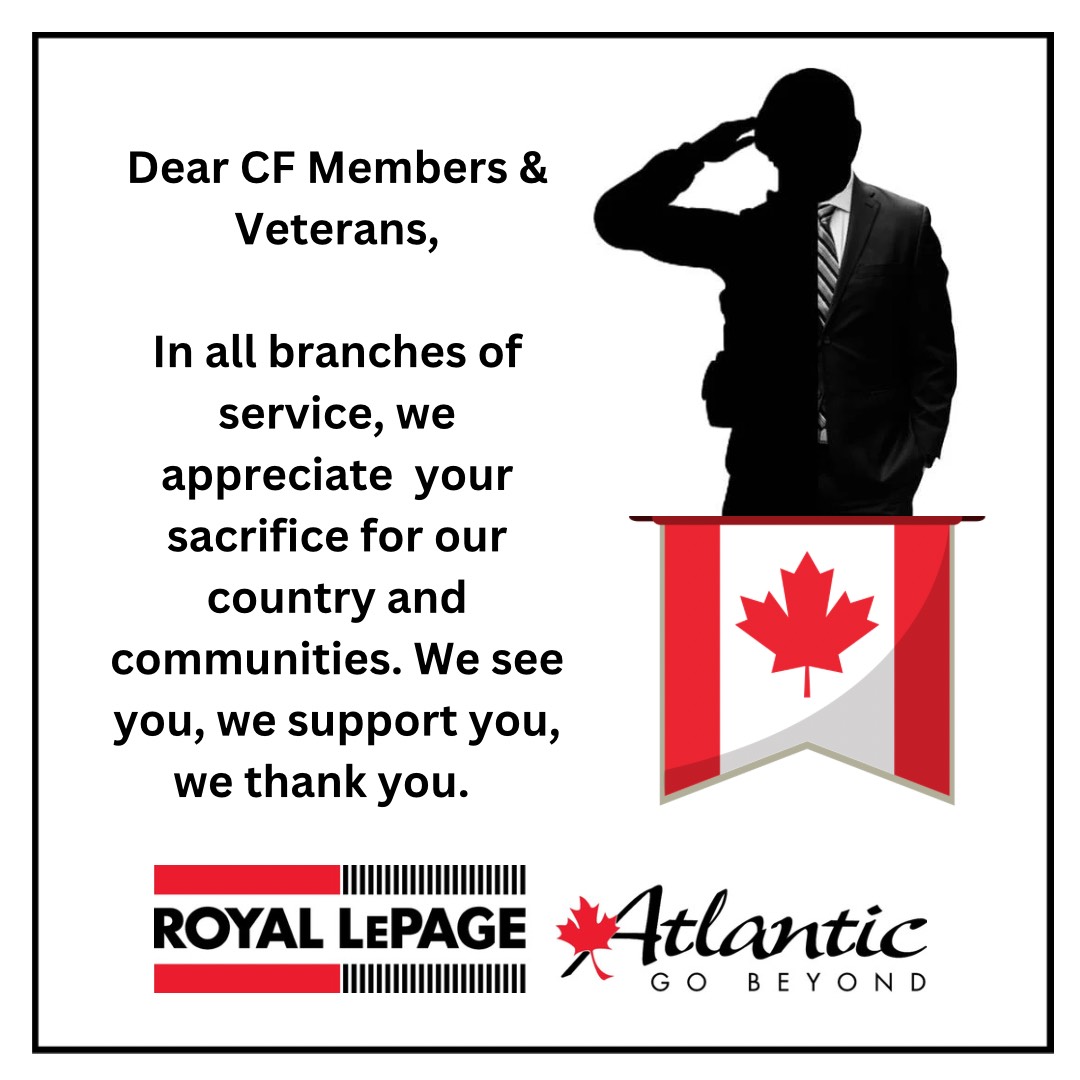 Dear CF Members &
Veterans,
In all branches of
service, we
appreciate  your
sacrifice for our
country and
communities. We see
you, we support you,
we thank you.
ROYAL LEPAGE
Atlantic
GO BEYOND